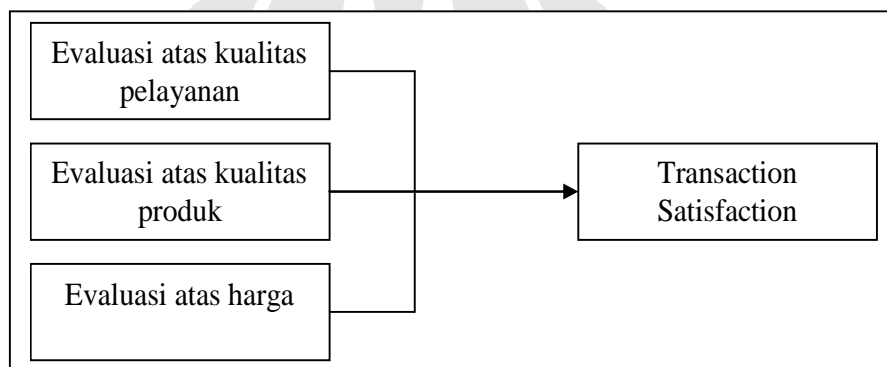 Evaluasi atas kualitas
pelayanan
Evaluasi atas kualitas
produk
Transaction
Satisfaction
Evaluasi atas harga